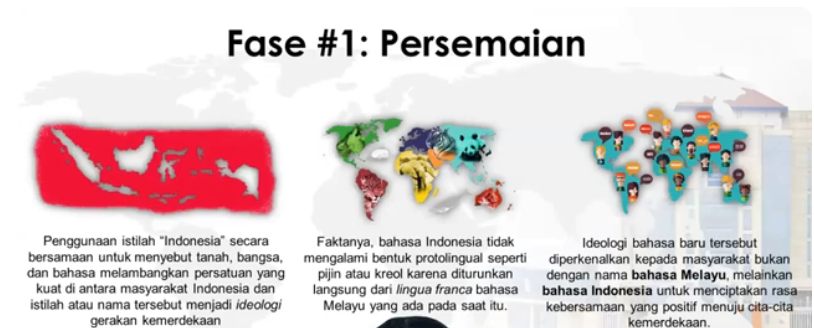 Fase #1: Persemaian
Penggunaan istilah “Indonesia” secara
bersamaan untuk menyebut tanah, bangsa,
dan bahasa melambangkan persatuan yang
kuat di antara masyarakat Indonesia dan
istilah atau nama tersebut menjadi ideologi
gerakan kemerdekaan
Faktanya, bahasa Indonesia tidak
mengalami bentuk protolingual seperti
pijin atau kreol karena diturunkan
langsung dari lingua franca bahasa
Melayu yang ada pada saat itu.
Ideologi bahasa baru tersebut
diperkenalkan kepada masyarakat bukan
dengan nama bahasa Melayu, melainkan
bahasa Indonesia untuk menciptakan rasa
kebersamaan yang positif menuju cita-cita
kemerdekaan.